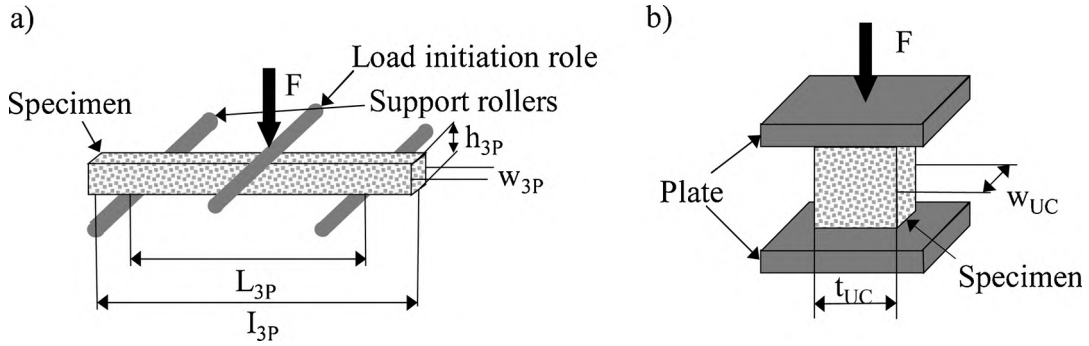 a)
F
Load initiation role
Specimen
Support rollers
h3P
w3P
L3P
I3P
b)
F
Plate
wUC
Specimen
tUC